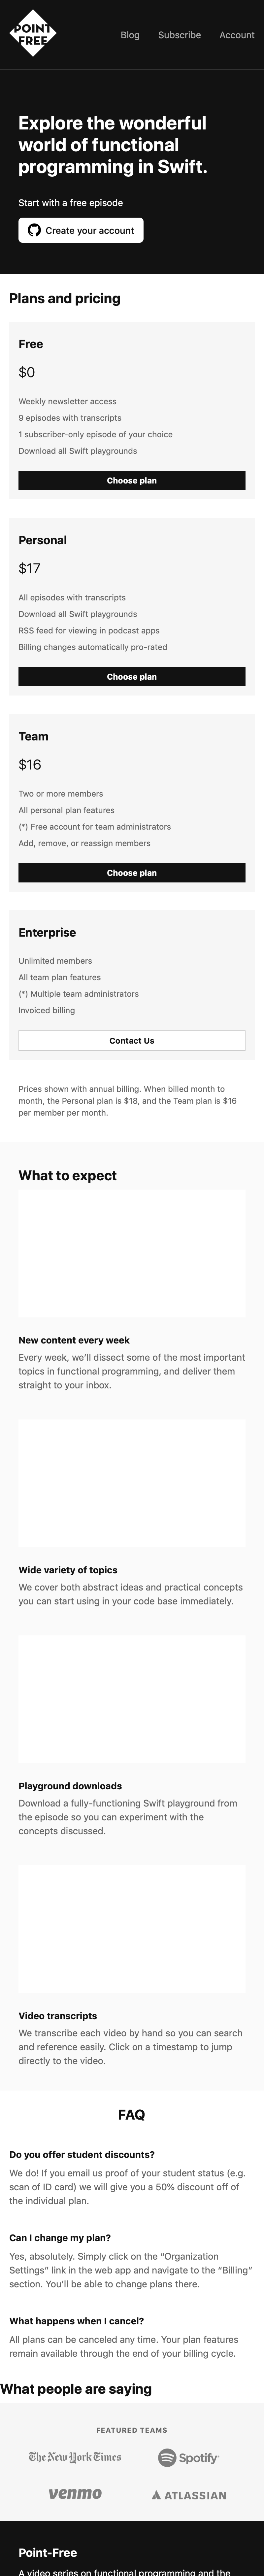 POINT
FREE
Blog Subscribe Account
Explore the wonderful
world of functional
programming in Swift.
Start with a free episode
Create your account
Plans and pricing
Free
$0
Weekly newsletter access
9 episodes with transcripts
1 subscriber-only episode of your choice
Download all Swift playgrounds
Choose plan
Personal
$17
All episodes with transcripts
Download all Swift playgrounds
RSS feed for viewing in podcast apps
Billing changes automatically pro-rated
Choose plan
Team
$16
Two or more members
All personal plan features
(*) Free account for team administrators
Add, remove, or reassign members
Choose plan
Enterprise
Unlimited members
All team plan features
(*) Multiple team administrators
Invoiced billing
Contact Us
Prices shown with annual billing. When billed month to
month, the Personal plan is $18, and the Team plan is $16
per member per month.
What to expect
New content every week
Every week, we’ll dissect some of the most important
topics in functional programming, and deliver them
straight to your inbox.
Wide variety of topics
We cover both abstract ideas and practical concepts
you can start using in your code base immediately.
Playground downloads
Download a fully-functioning Swift playground from
the episode so you can experiment with the
concepts discussed.
Video transcripts
We transcribe each video by hand so you can search
and reference easily. Click on a timestamp to jump
directly to the video.
FAQ
Do you offer student discounts?
We do! If you email us proof of your student status (e.g.
scan of ID card) we will give you a 50% discount off of
the individual plan.
Can I change my plan?
Yes, absolutely. Simply click on the “Organization
Settings” link in the web app and navigate to the “Billing”
section. You’ll be able to change plans there.
What happens when I cancel?
All plans can be canceled any time. Your plan features
remain available through the end of your billing cycle.
What people are saying
FEATURED TEAMS
The New York Times Spotify
venmo ATLASSIAN
Point-Free
A video series on functional programming and the